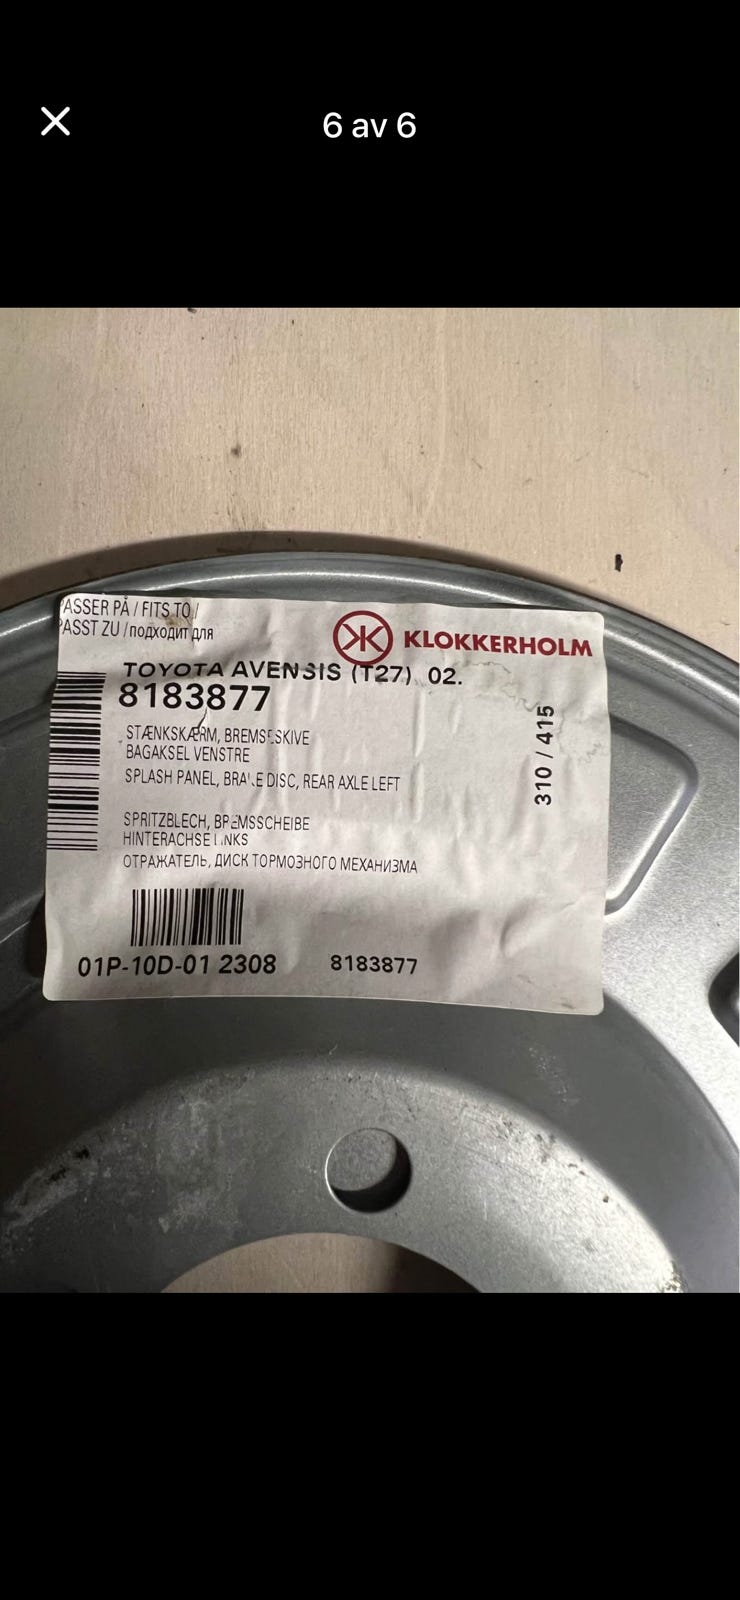 6 av 6
PASSER PÅ / FITS TO /
PASST ZU / подходит для
KLOKKERHOLM
TOYOTA AVENSIS (T27) 02.
8183877
STÆNKSKÆRM, BREMSESKIVE
BAGAKSEL VENSTRE
SPLASH PANEL, BRAKE DISC, REAR AXLE LEFT
310 / 415
SPRITZBLECH, BREMSSCHEIBE
HINTERACHSE LINKS
ОТРАЖАТЕЛЬ, ДИСК ТОРМОЗНОГО МЕХАНИЗМА
01P-10D-01 2308 8183877